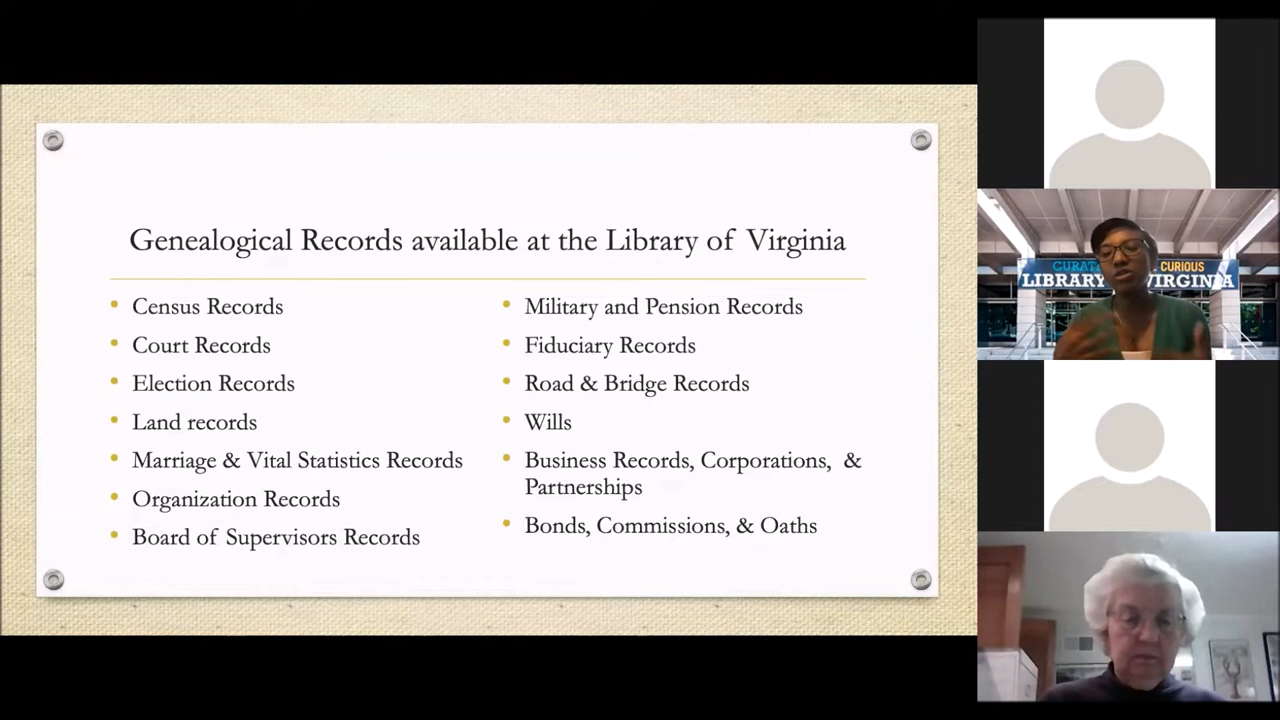 Genealogical Records available at the Library of Virginia
Census Records
Court Records
Election Records
Land records
Marriage & Vital Statistics Records
Organization Records
Board of Supervisors Records
Military and Pension Records
Fiduciary Records
Road & Bridge Records
Wills
Business Records, Corporations, &
Partnerships
Bonds, Commissions, & Oaths
CURIOUS
LIBRARY VIRGINIA